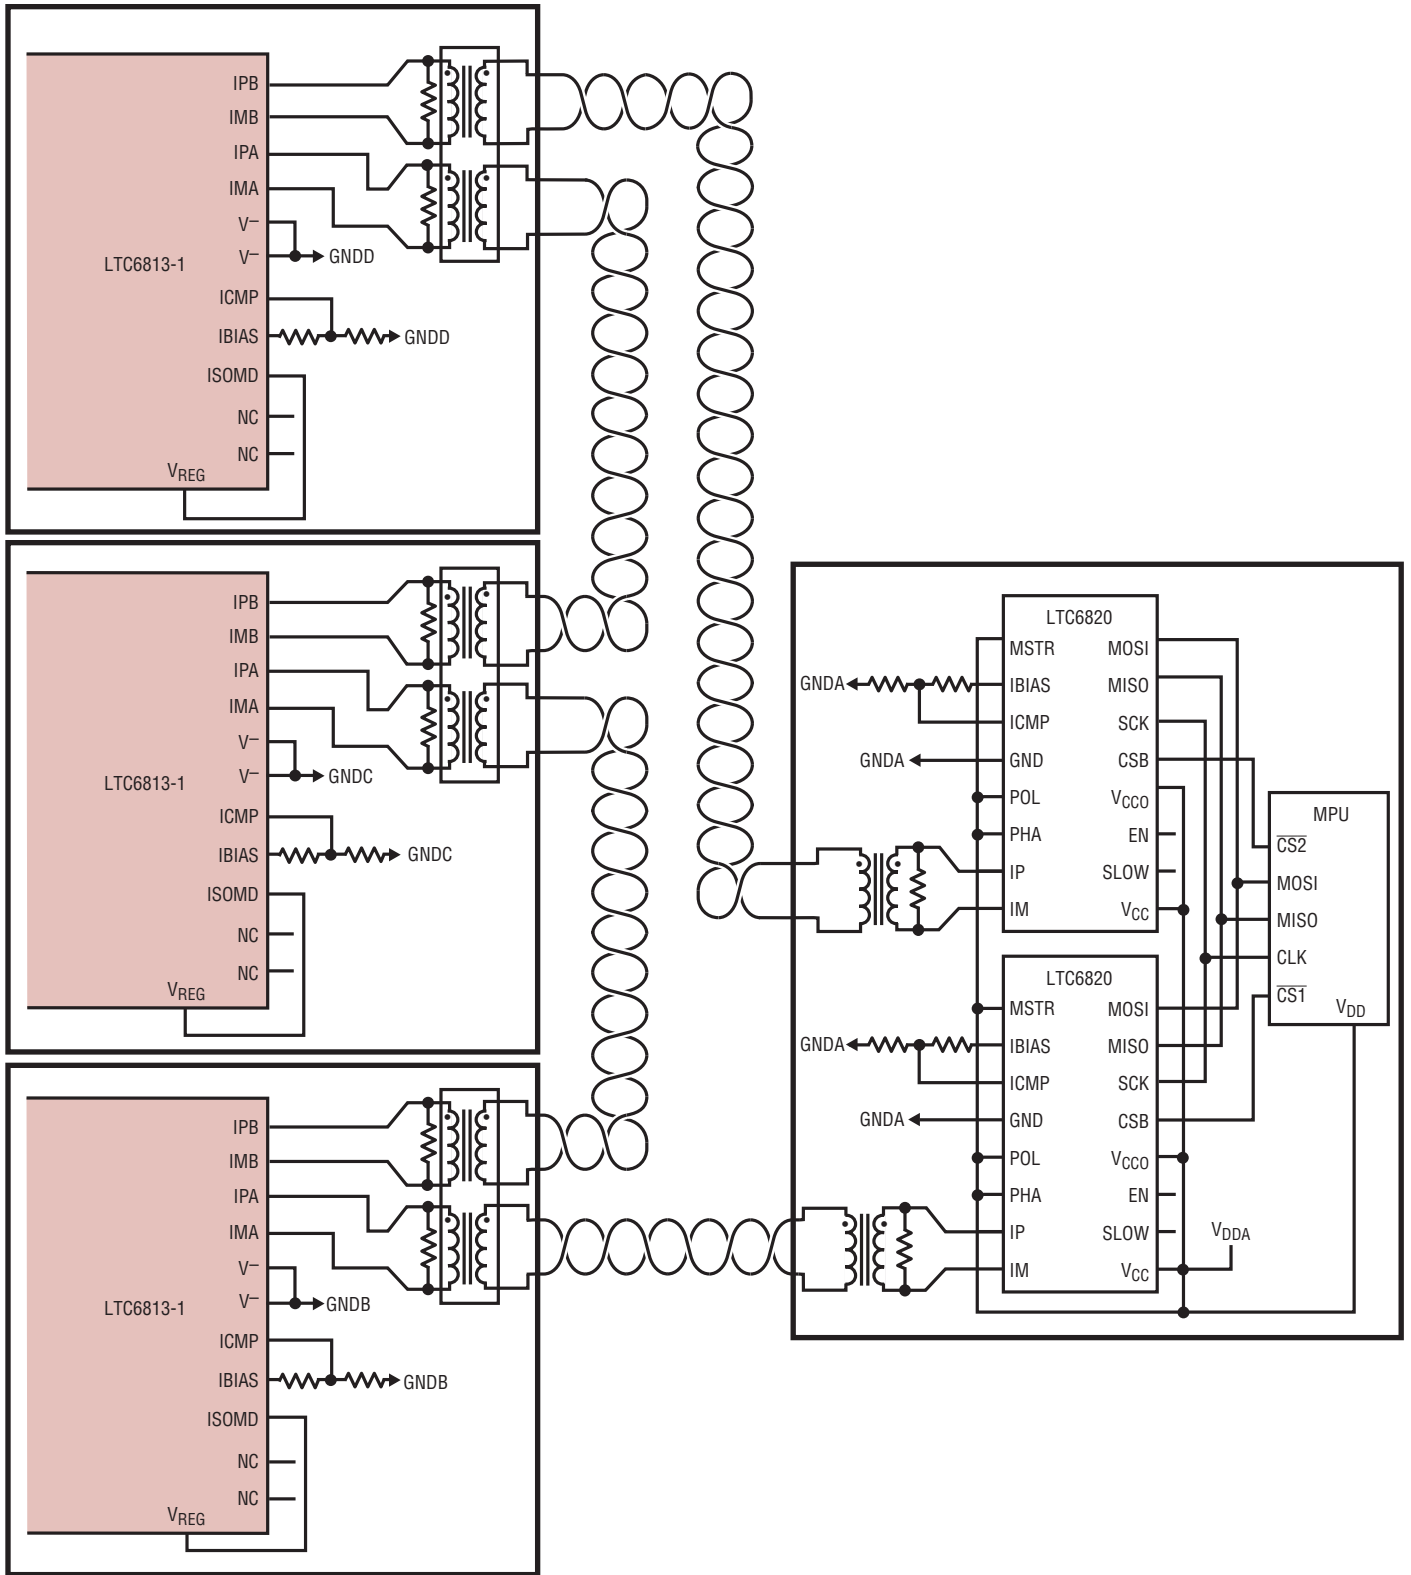 IPB
IMB
IPA
IMA
V–
V–
GNDD
LTC6813-1
ICMP
IBIAS
GNDD
ISOMD
NC
NC
VREG
IPB
IMB
IPA
IMA
V–
V–
GNDC
LTC6813-1
ICMP
IBIAS
GNDC
ISOMD
NC
NC
VREG
IPB
IMB
IPA
IMA
V–
V–
GNDB
LTC6813-1
ICMP
IBIAS
GNDB
ISOMD
NC
NC
VREG
LTC6820
MSTR
MOSI
GNDA
IBIAS
MISO
ICMP
SCK
GNDA
GND
CSB
POL
VCCO
PHA
EN
IP
SLOW
IM
VCC
MPU
CS2
MOSI
MISO
CLK
CS1
VDD
LTC6820
MSTR
MOSI
GNDA
IBIAS
MISO
ICMP
SCK
GNDA
GND
CSB
POL
VCCO
PHA
EN
IP
SLOW
VDDA
IM
VCC